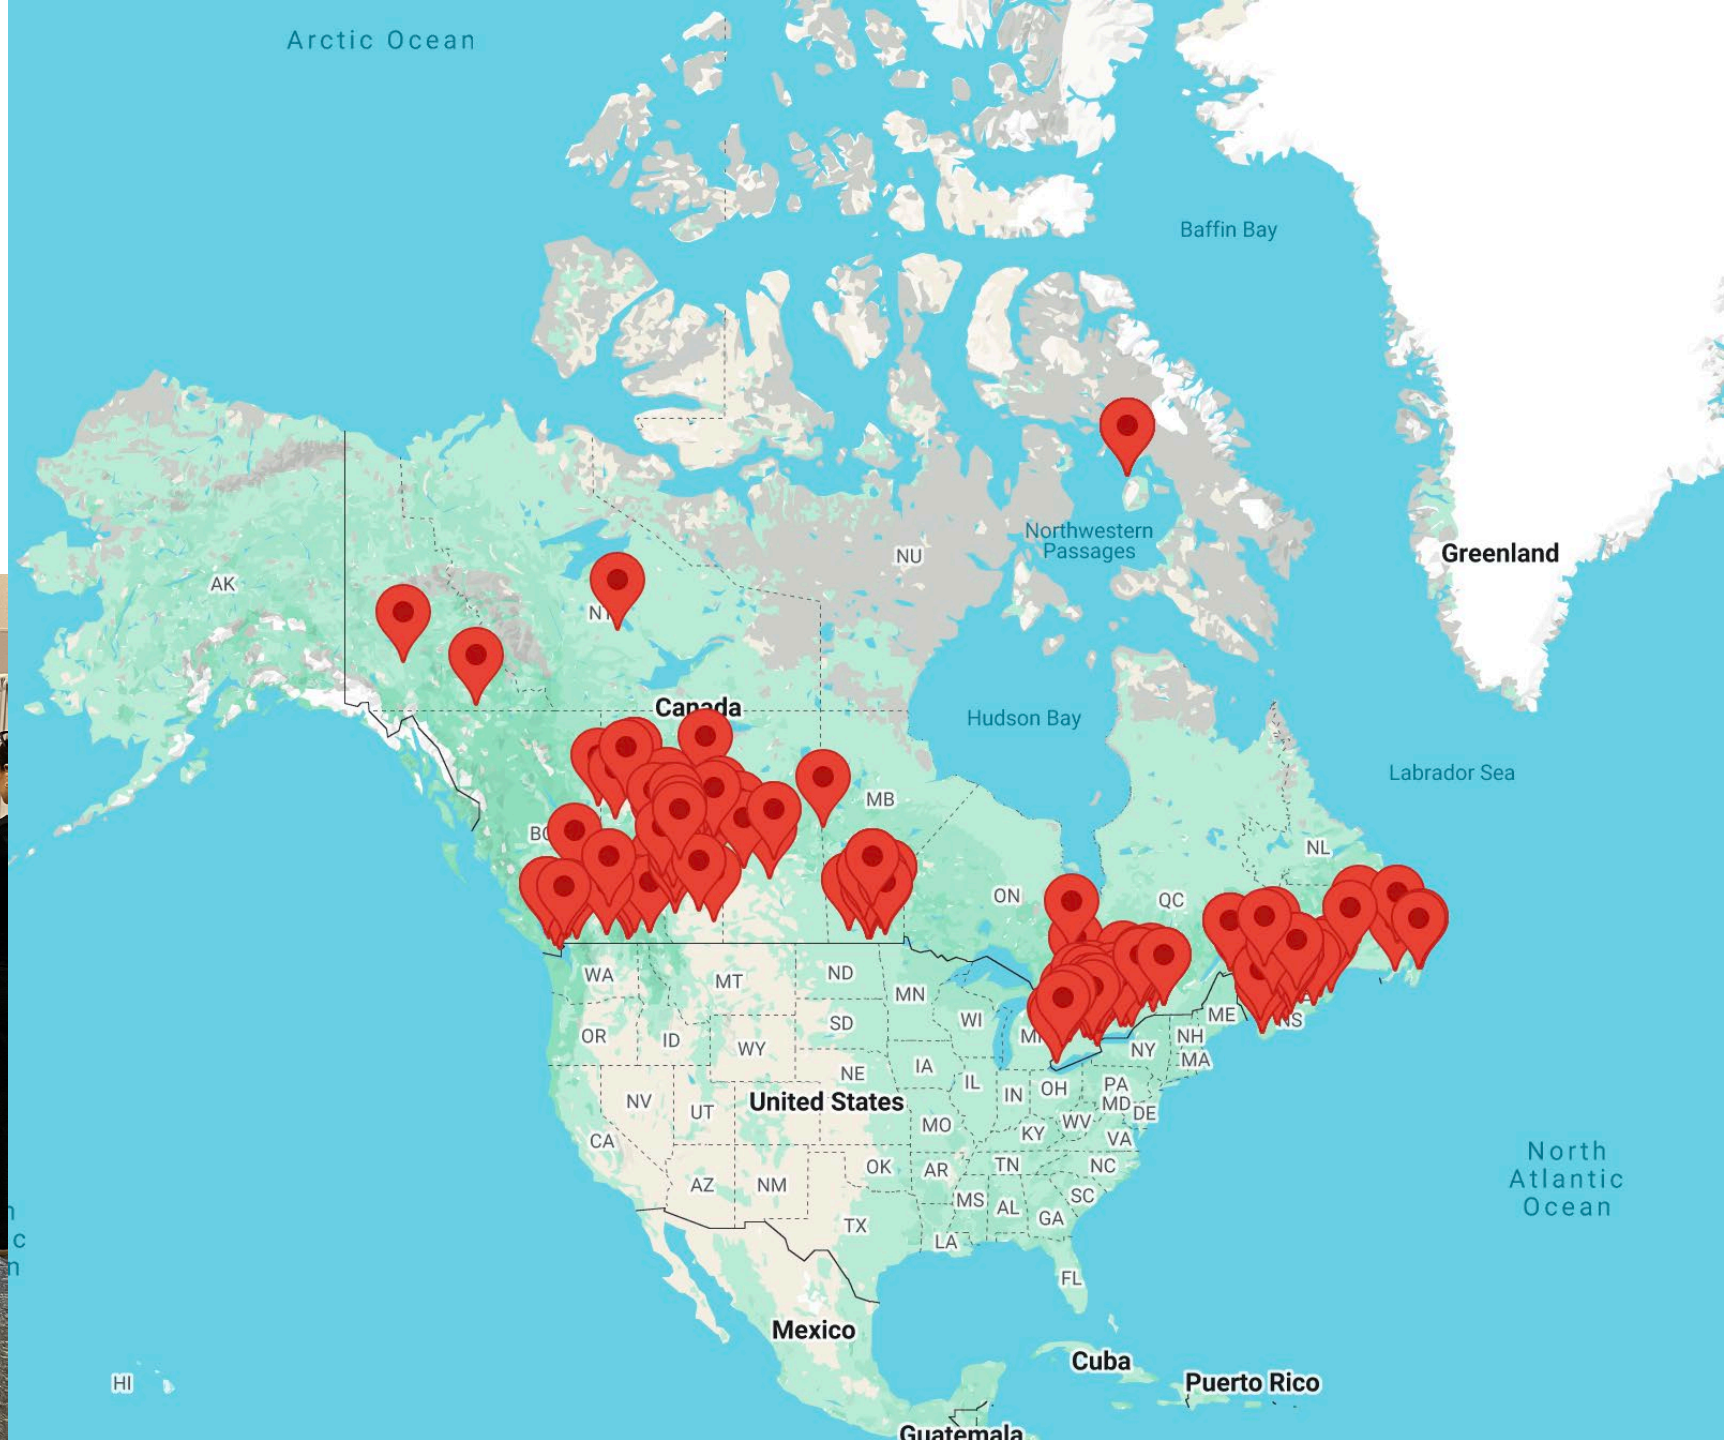 Arctic Ocean
Baffin Bay
Northwestern
Passages
NU
Greenland
AK
Canada
Hudson Bay
Labrador Sea
MB
NL
ON
QC
WA
MT
ND
MN
ME
NS
OR
ID
WY
SD
WI
NH
NY
MA
NE
IA
IL
IN
OH
PA
MD
DE
NV
UT
United States
MO
KY
WV
VA
CA
North
Atlantic
Ocean
AZ
NM
OK
AR
TN
NC
MS
AL
SC
GA
TX
LA
FL
Mexico
Cuba
HI
Puerto Rico
Guatemala